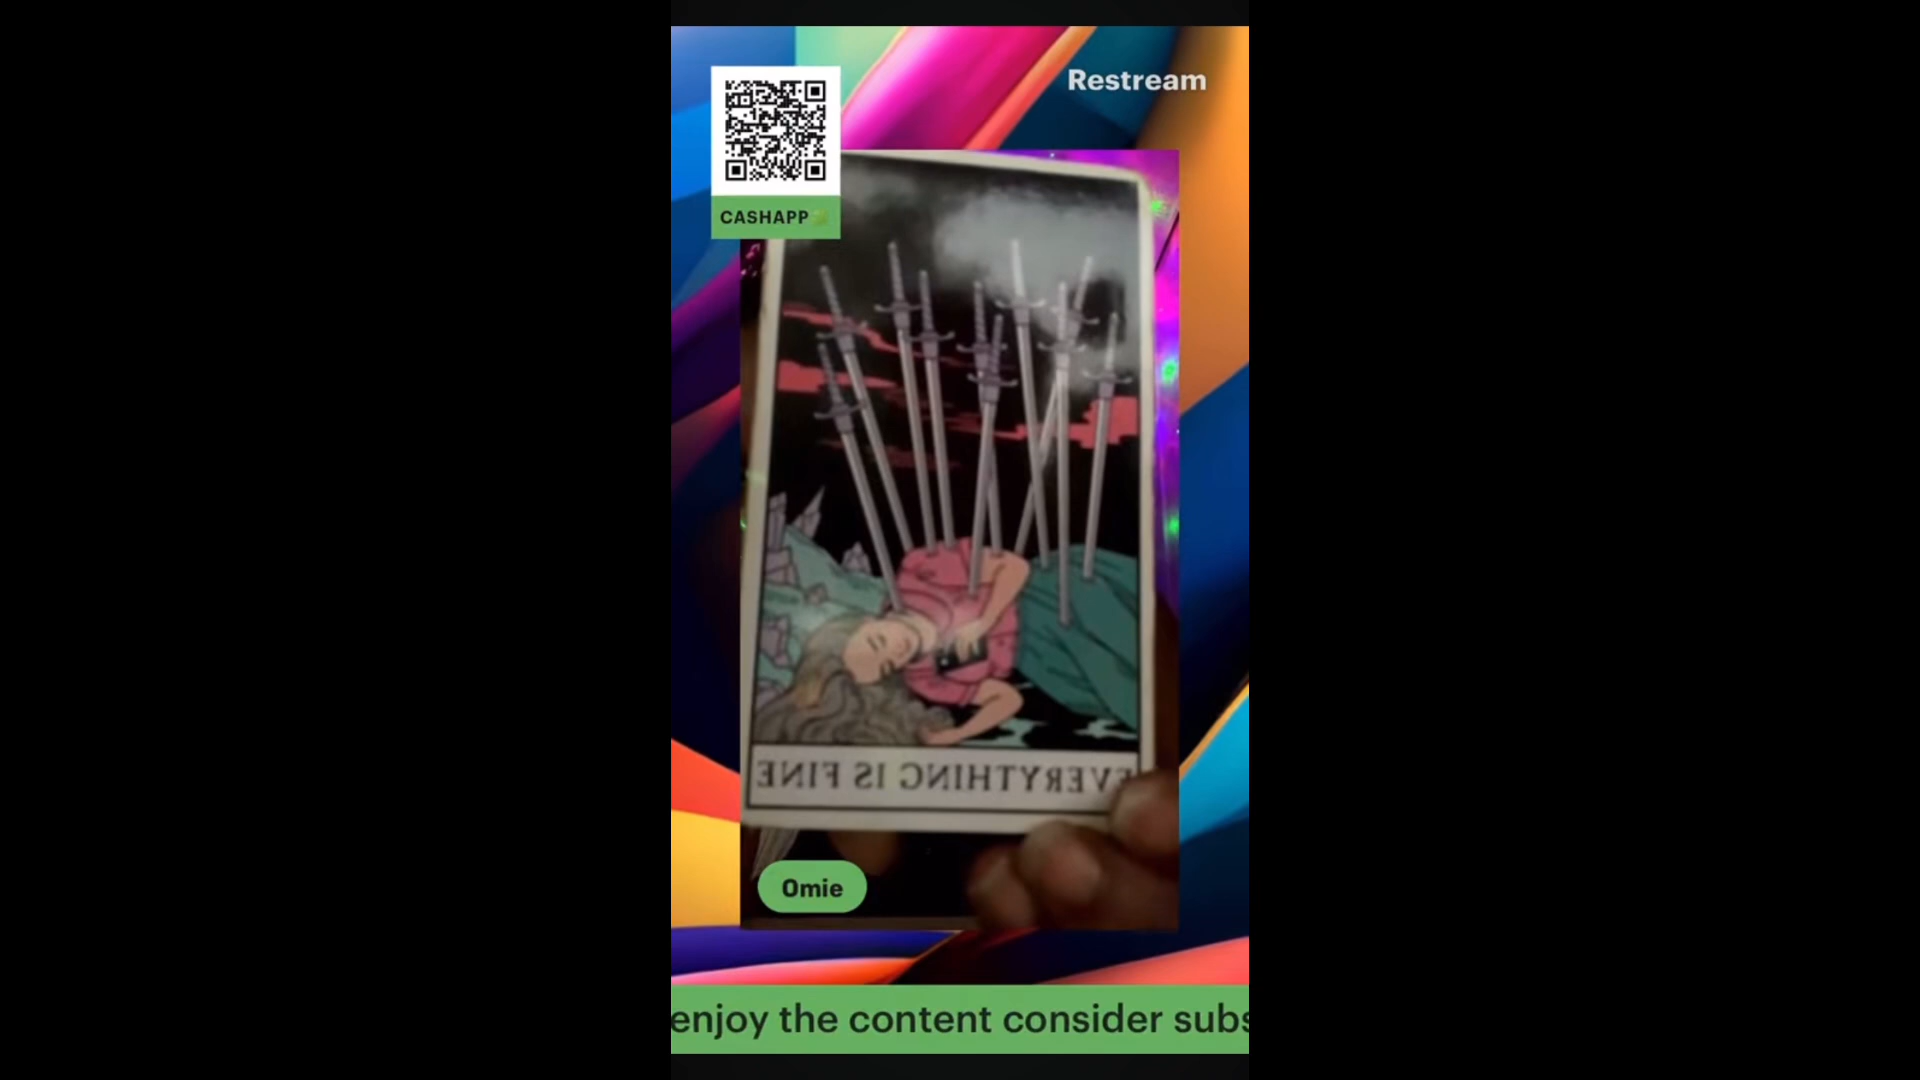 Restream
CASHAPP
EVERYTHING IS FINE
Omie
enjoy the content consider subs